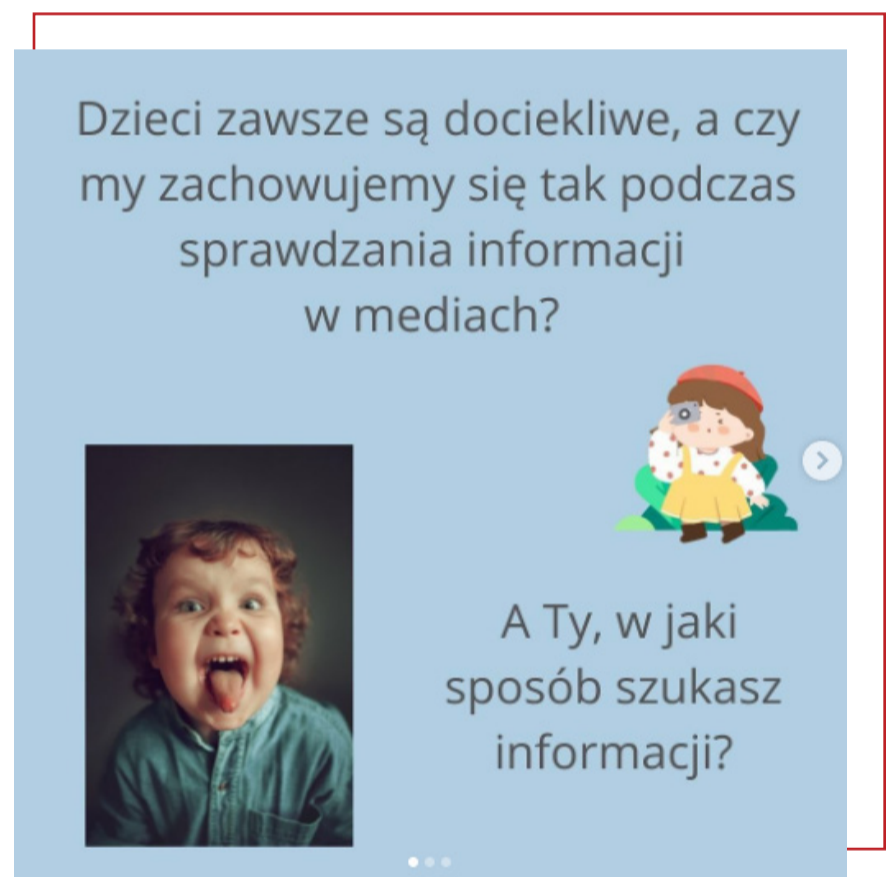 Dzieci zawsze są dociekliwe, a czy
my zachowujemy się tak podczas
sprawdzania informacji
w mediach?
A Ty, w jaki
sposób szukasz
informacji?